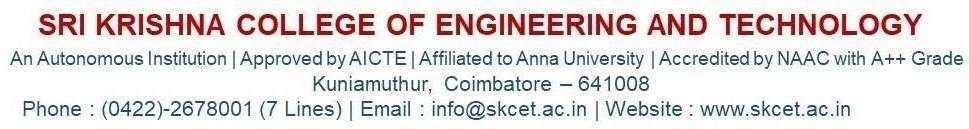 SRI KRISHNA COLLEGE OF ENGINEERING AND TECHNOLOGY
An Autonomous Institution | Approved by AICTE | Affiliated to Anna University | Accredited by NAAC with A++ Grade
Kuniamuthur, Coimbatore – 641008
Phone : (0422)-2678001 (7 Lines) | Email : info@skcet.ac.in | Website : www.skcet.ac.in